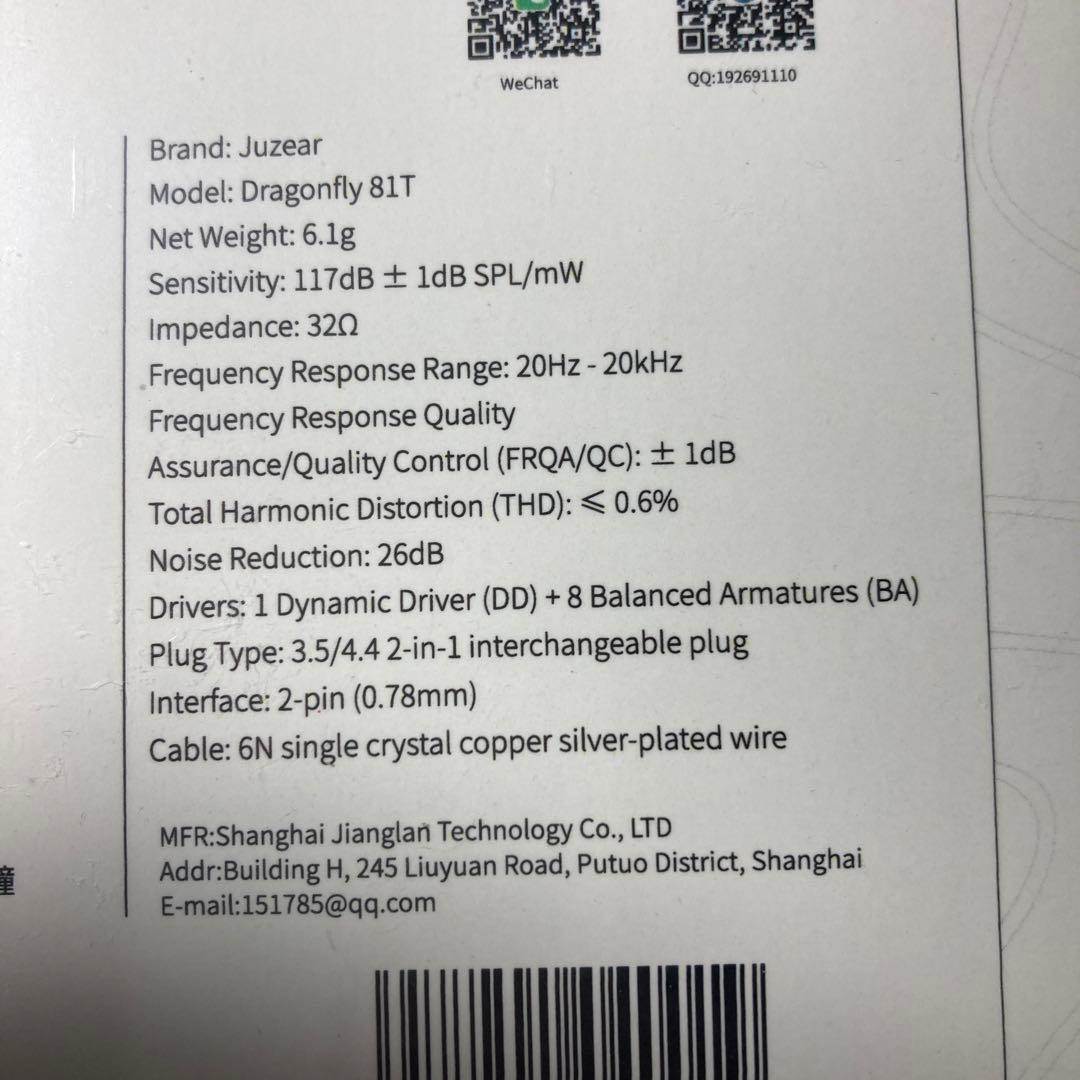 WeChat
QQ:192691110
Brand: Juzear
Model: Dragonfly 81T
Net Weight: 6.1g
Sensitivity: 117dB ± 1dB SPL/mW
Impedance: 32Ω
Frequency Response Range: 20Hz - 20kHz
Frequency Response Quality
Assurance/Quality Control (FRQA/QC): ± 1dB
Total Harmonic Distortion (THD): ⩽ 0.6%
Noise Reduction: 26dB
Drivers: 1 Dynamic Driver (DD) + 8 Balanced Armatures (BA)
Plug Type: 3.5/4.4 2-in-1 interchangeable plug
Interface: 2-pin (0.78mm)
Cable: 6N single crystal copper silver-plated wire
MFR:Shanghai Jianglan Technology Co., LTD
Addr:Building H, 245 Liuyuan Road, Putuo District, Shanghai
E-mail:151785@qq.com